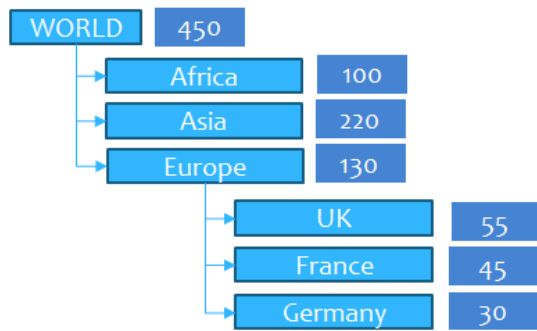 WORLD 450
Africa 100
Asia 220
Europe 130
UK 55
France 45
Germany 30